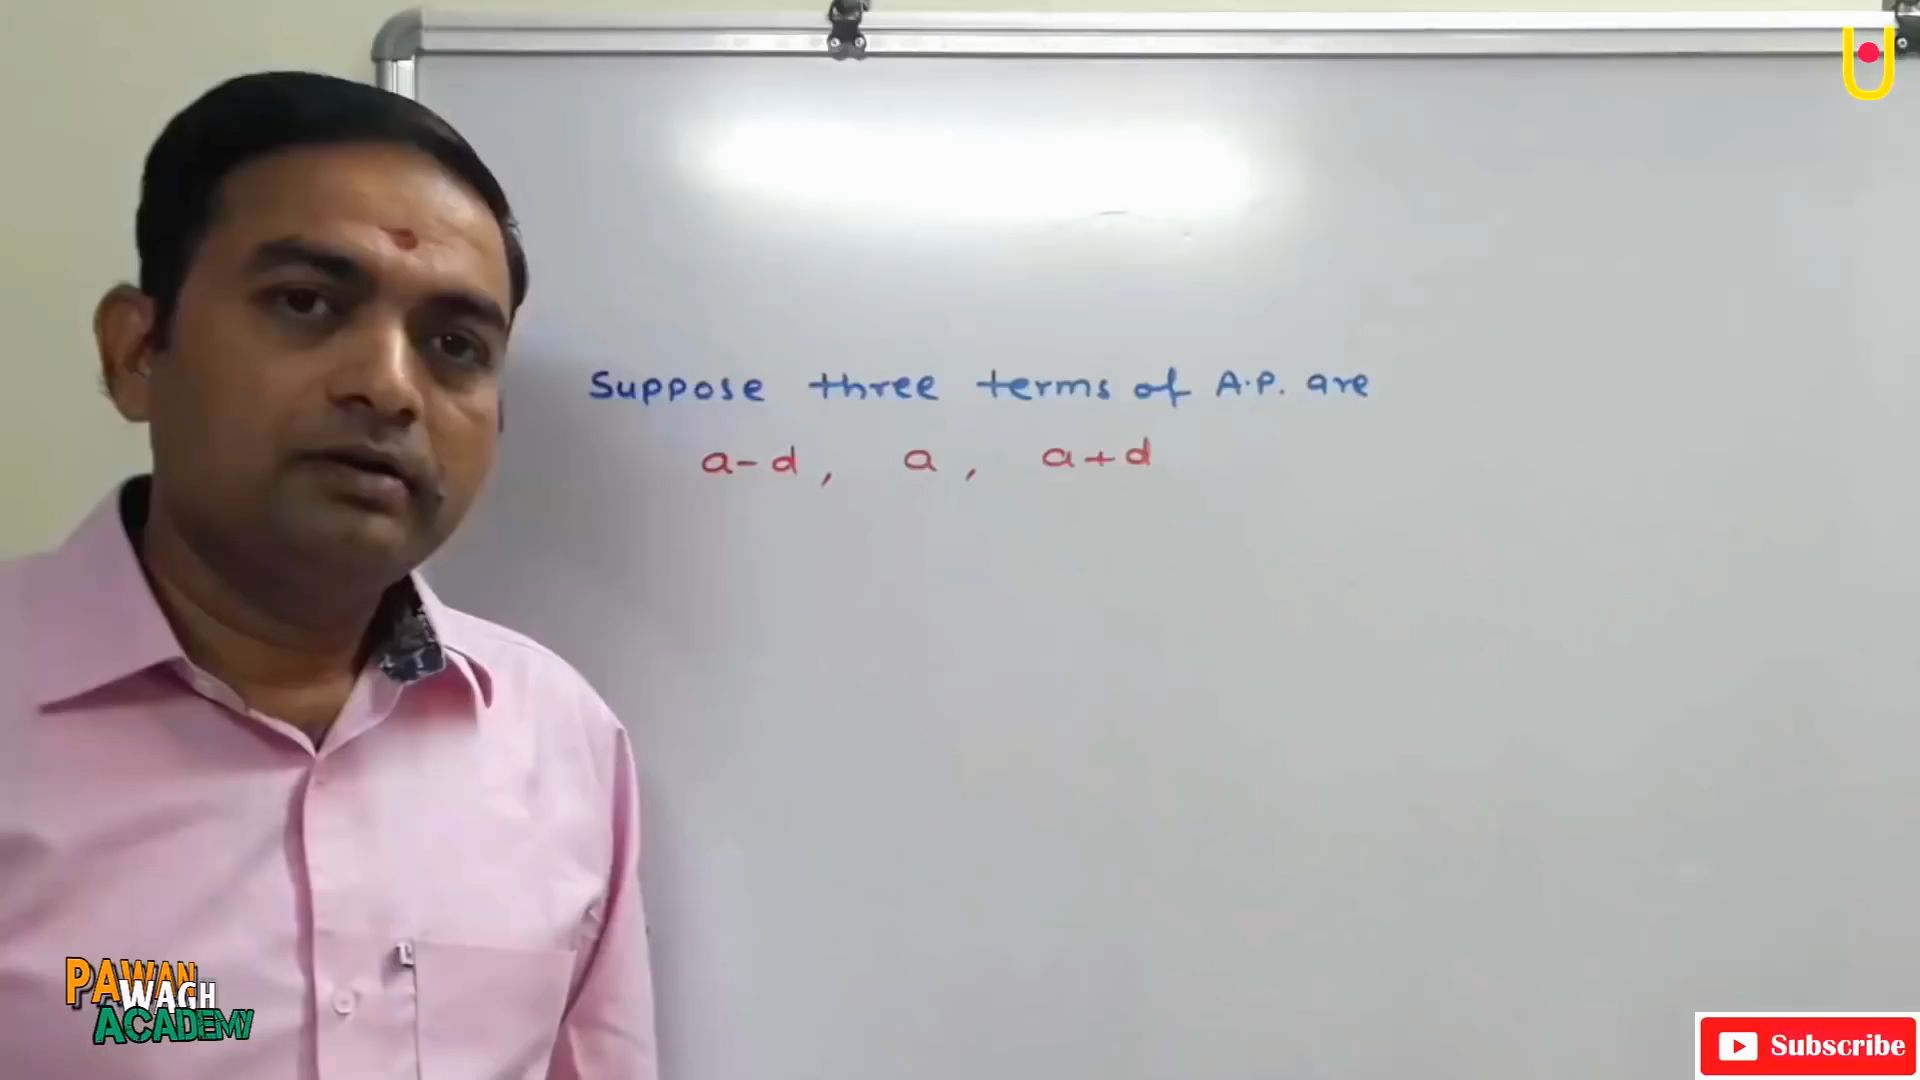 Suppose three terms of A.P. are
a-d, a, a+d
PAWAN
WAGH
ACADEMY
Subscribe